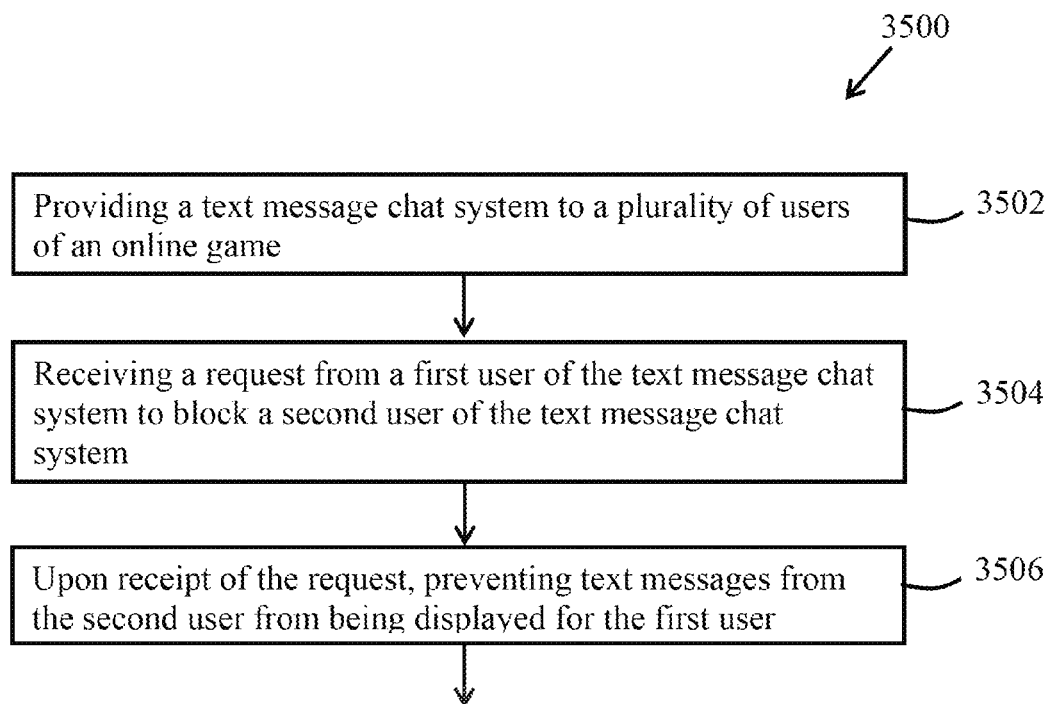 3500
Providing a text message chat system to a plurality of users
of an online game
3502
Receiving a request from a first user of the text message chat
system to block a second user of the text message chat
system
3504
Upon receipt of the request, preventing text messages from
the second user from being displayed for the first user
3506